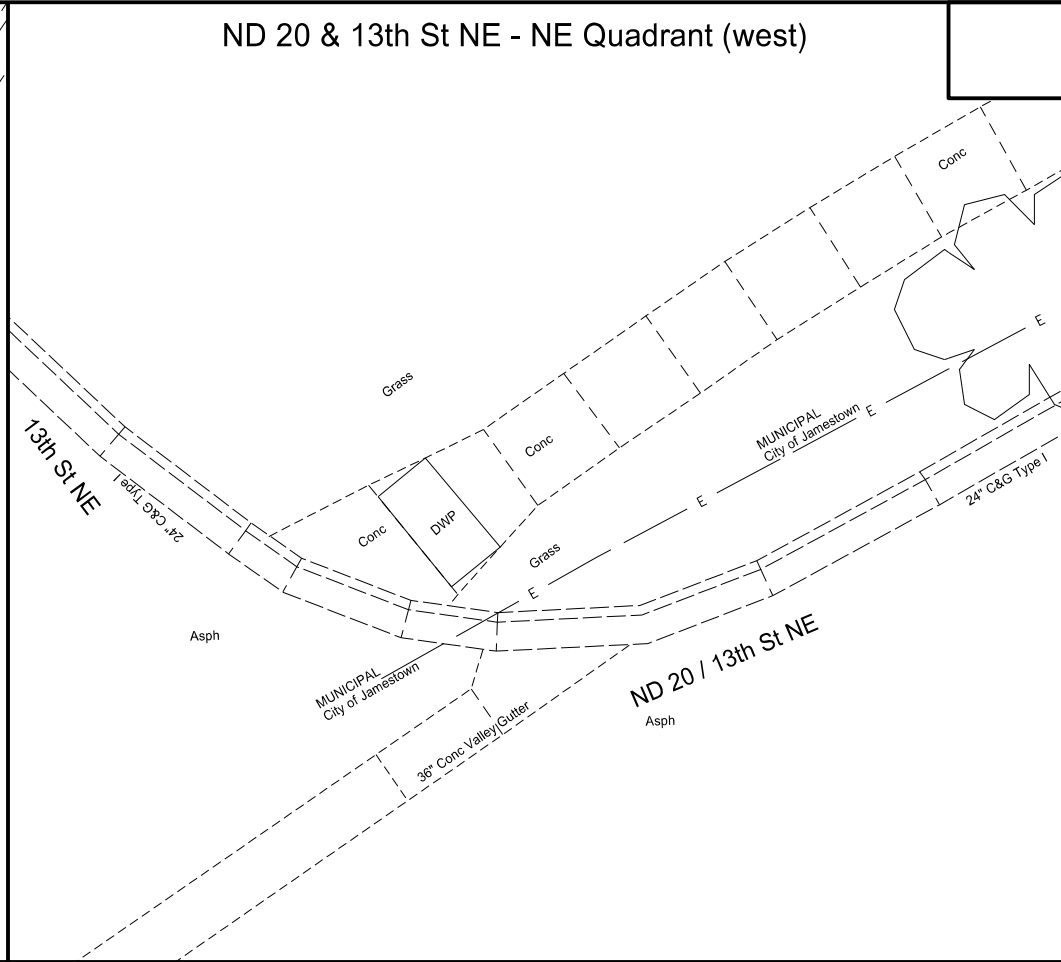 ND 20 & 13th St NE - NE Quadrant (west)
Conc
E
Grass
MUNICIPAL
City of Jamestown
E
13th St NE
Conc
24" C&G Type I
24" C&G Type I
E
DWP
Conc
Grass
E
Asph
ND 20 / 13th St NE
MUNICIPAL
City of Jamestown
Asph
36" Conc Valley Gutter